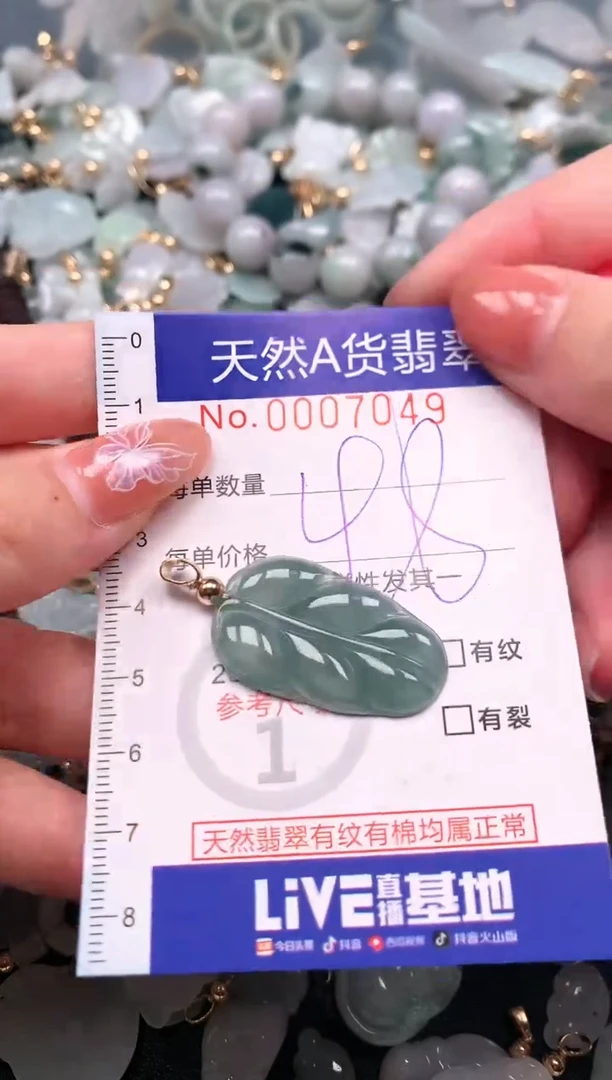 0
天然A货翡翠
1
No.0007049
每单数量
48
3
每单价格
性发其一
4
5
有纹
2
参考尺
有裂
1
6
7
天然翡翠有纹有棉均属正常
8
LiVE直播基地
今日头条 抖音 西瓜视频 抖音火山版